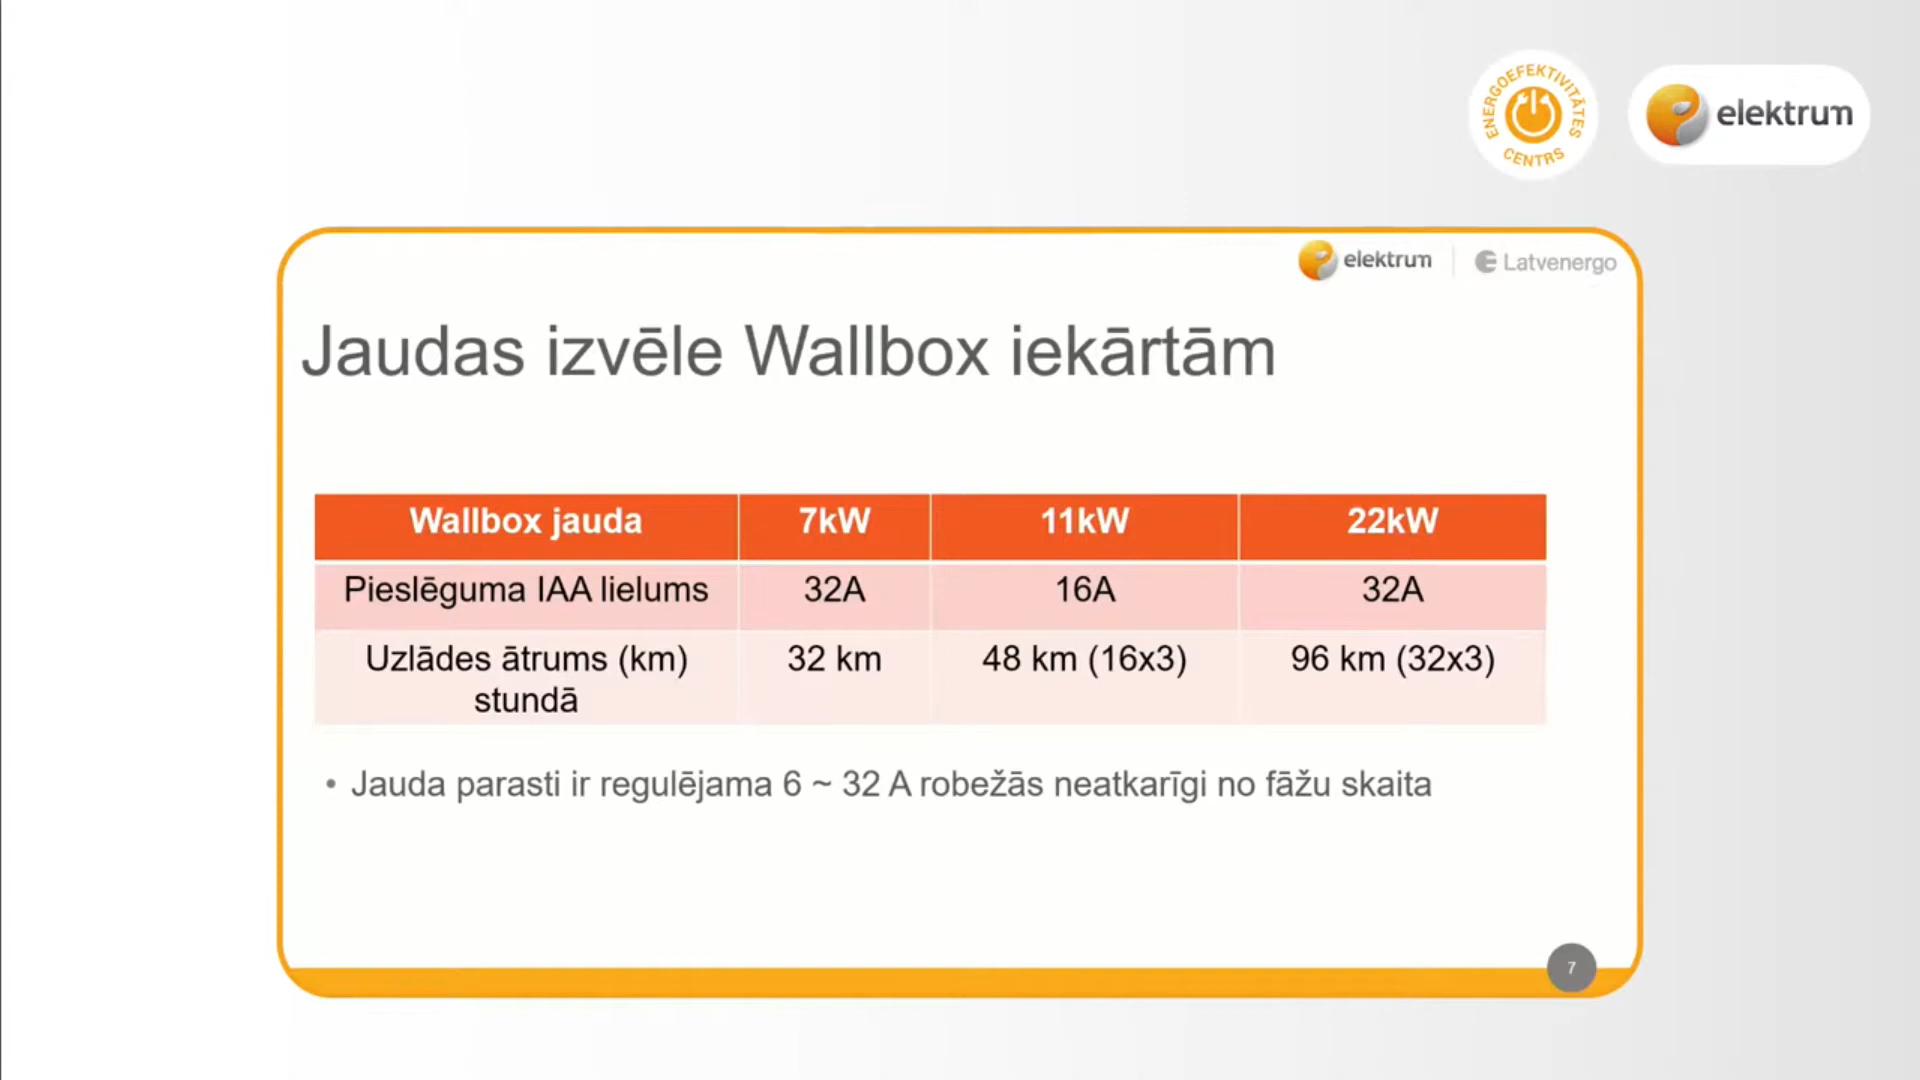 ENERGOEFEKTIVITĀTES
CENTRS
elektrum
elektrum
Latvenergo
Jaudas izvēle Wallbox iekārtām
Wallbox jauda 7kW 11kW 22kW
Pieslēguma IAA lielums 32A 16A 32A
Uzlādes ātrums (km) 32 km 48 km (16x3) 96 km (32x3)
stundā
• Jauda parasti ir regulējama 6 ~ 32 A robežās neatkarīgi no fāžu skaita
7